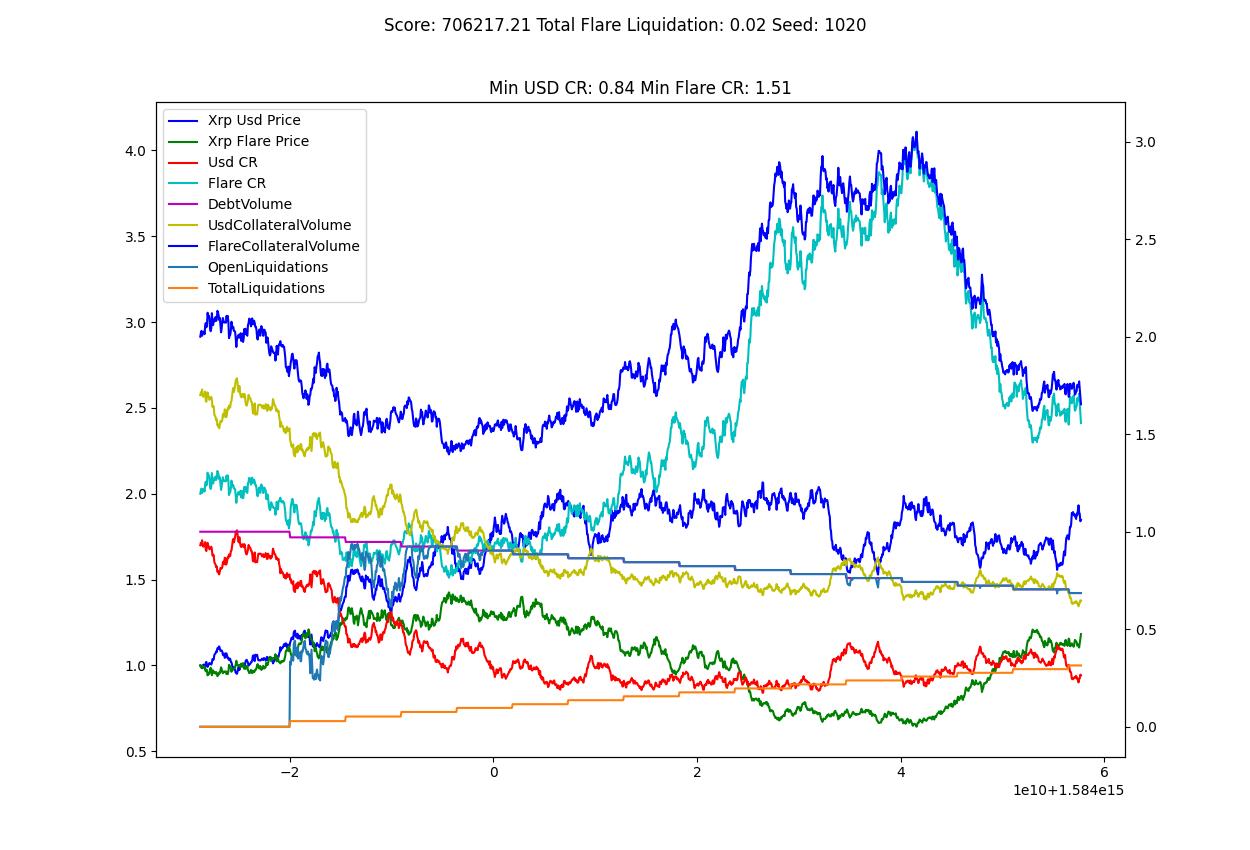 Score: 706217.21 Total Flare Liquidation: 0.02 Seed: 1020
Min USD CR: 0.84 Min Flare CR: 1.51
Xrp Usd Price
Xrp Flare Price
Usd CR
Flare CR
DebtVolume
UsdCollateralVolume
FlareCollateralVolume
OpenLiquidations
TotalLiquidations
4.0
3.5
3.0
2.5
2.0
1.5
1.0
0.5
3.0
2.5
2.0
1.5
1.0
0.5
0.0
−2 0 2 4 6
1e10+1.584e15